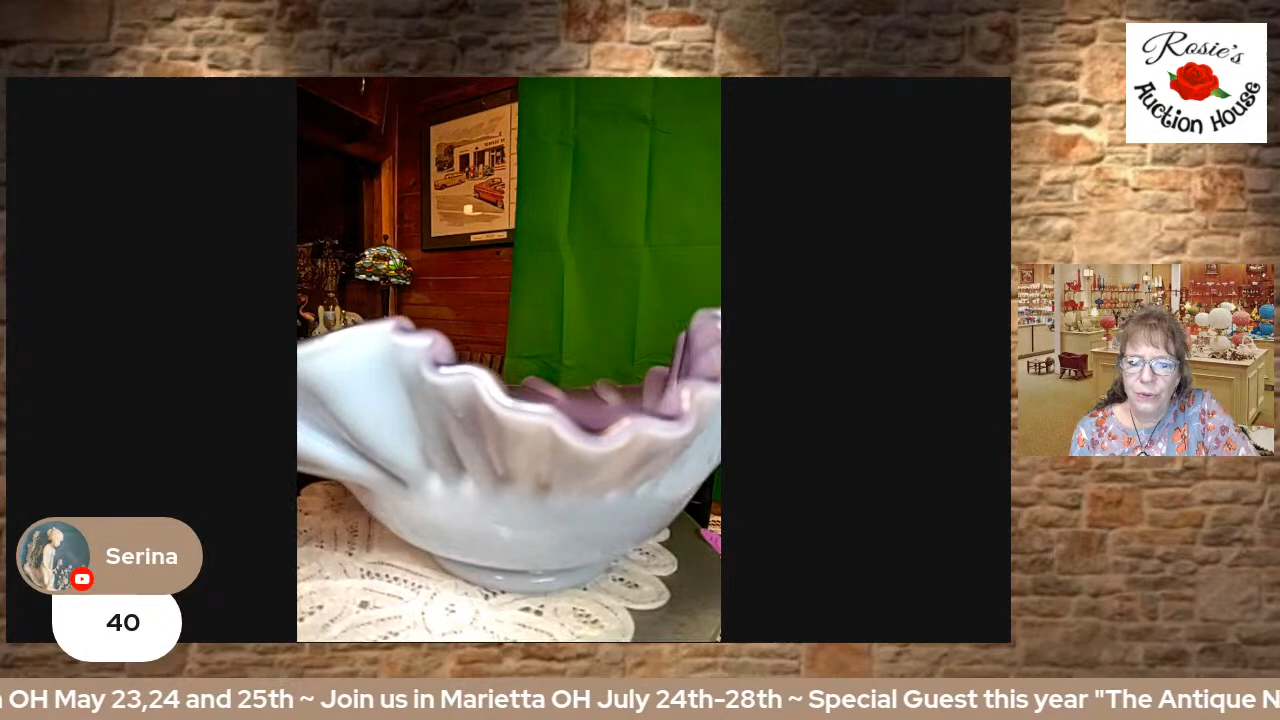 Rosie's
Auction House
Serina
40
OH May 23,24 and 25th ~ Join us in Marietta OH July 24th-28th ~ Special Guest this year "The Antique N